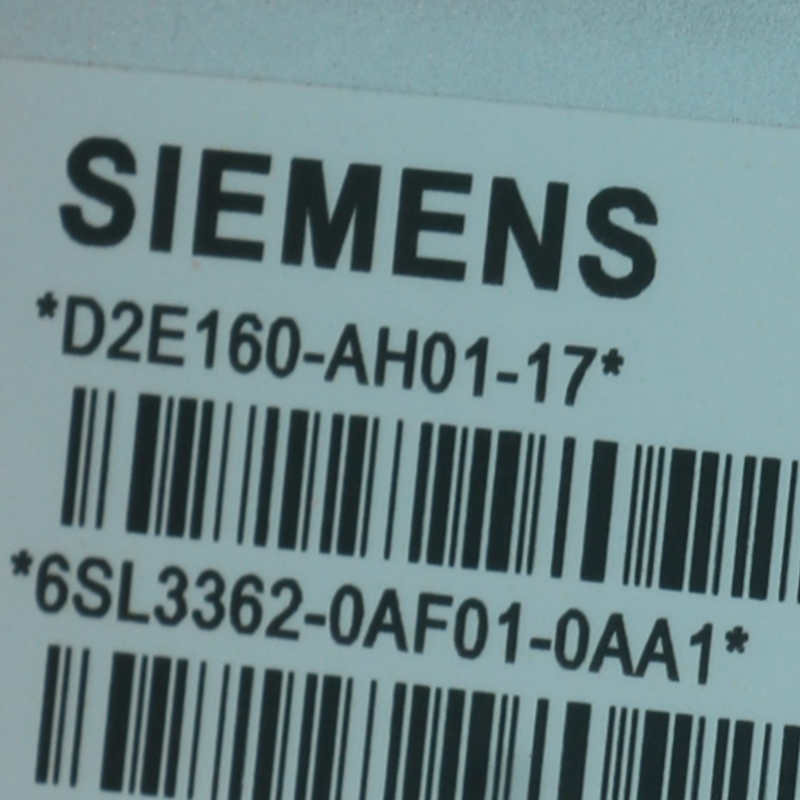 SIEMENS
*D2E160-AH01-17*
*6SL3362-0AF01-0AA1*